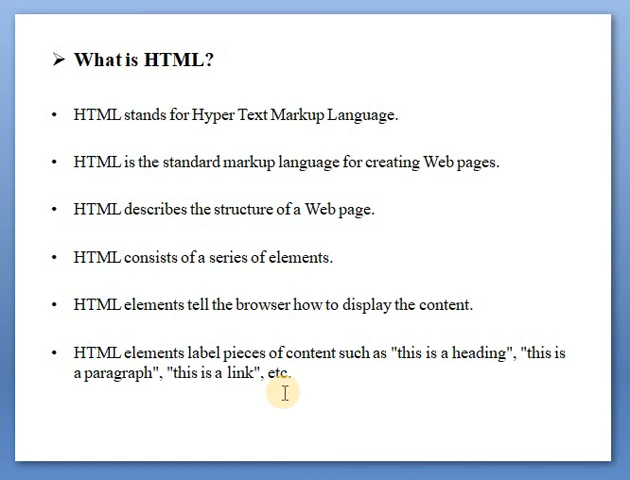 ➢ What is HTML?
• HTML stands for Hyper Text Markup Language.
• HTML is the standard markup language for creating Web pages.
• HTML describes the structure of a Web page.
• HTML consists of a series of elements.
• HTML elements tell the browser how to display the content.
• HTML elements label pieces of content such as "this is a heading", "this is
a paragraph", "this is a link", etc.